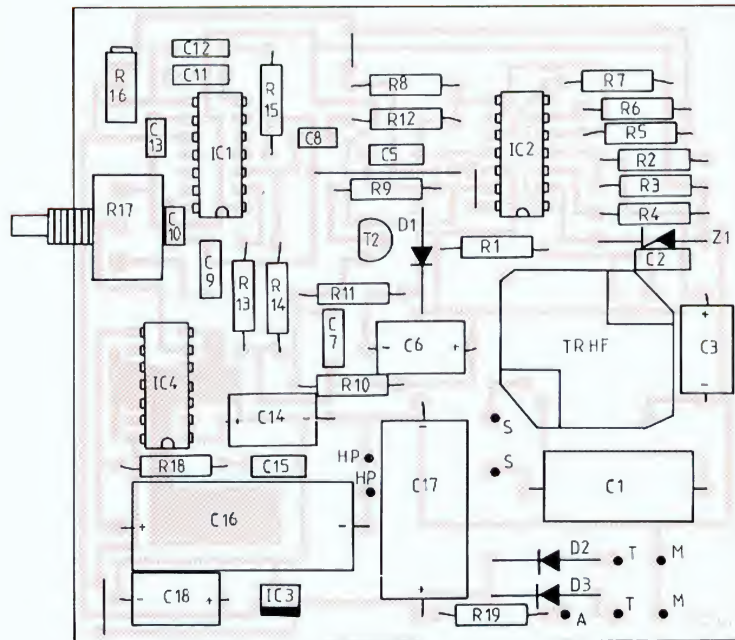 C12
C11
R
16
R
15
C
13
IC1
C8
R8
R12
C5
R9
IC2
R7
R6
R5
R2
R3
R4
R17
C
10
C
9
T2
D1
R1
Z1
C2
R
13
R
14
R11
C
7
- C6 +
TRHF
+
C3
-
IC4
R10
+ C14 -
S
HP
S
HP
R18
C15
-
C17
+
C1
+ C16 -
D2
T
M
- C18 +
IC3
D3
R19
A
T
M